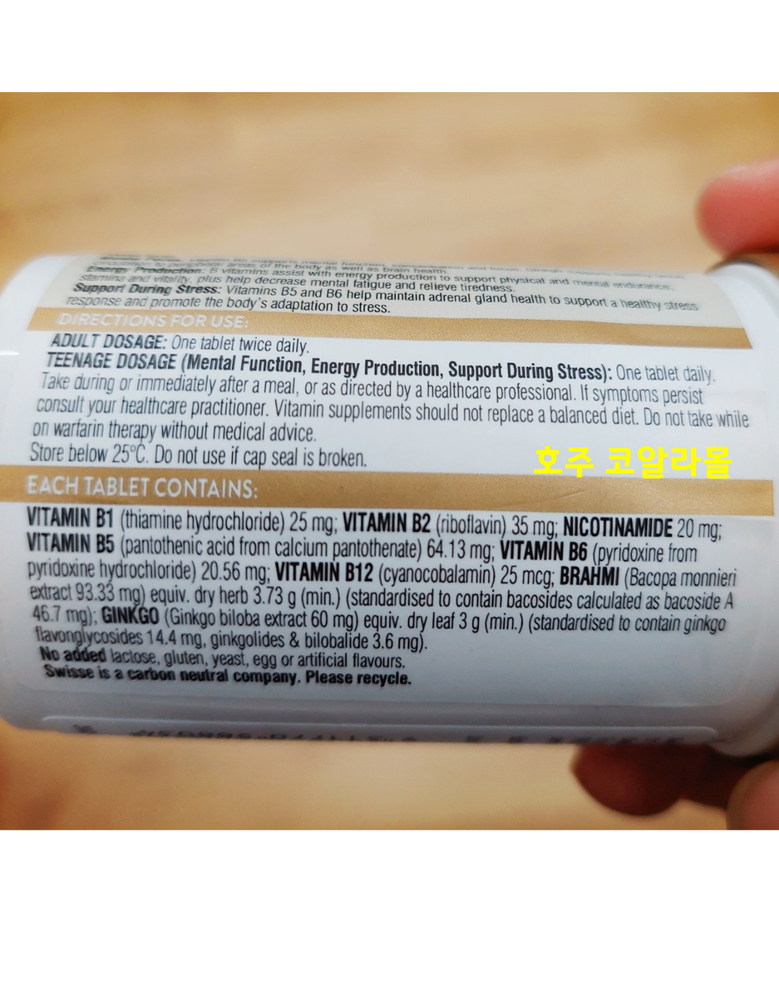 to peripheral areas of the body as well as brain health.
Energy Production: B vitamins assist with energy production to support physical and mental endurance,
stamina and vitality, plus help decrease mental fatigue and relieve tiredness.
Support During Stress: Vitamins B5 and B6 help maintain adrenal gland health to support a healthy stress
response and promote the body's adaptation to stress.
DIRECTIONS FOR USE:
ADULT DOSAGE: One tablet twice daily.
TEENAGE DOSAGE (Mental Function, Energy Production, Support During Stress): One tablet daily.
Take during or immediately after a meal, or as directed by a healthcare professional. If symptoms persist
consult your healthcare practitioner. Vitamin supplements should not replace a balanced diet. Do not take while
on warfarin therapy without medical advice.
Store below 25°C. Do not use if cap seal is broken.
호주 코알라몰
EACH TABLET CONTAINS:
VITAMIN B1 (thiamine hydrochloride) 25 mg; VITAMIN B2 (riboflavin) 35 mg; NICOTINAMIDE 20 mg;
VITAMIN B5 (pantothenic acid from calcium pantothenate) 64.13 mg; VITAMIN B6 (pyridoxine from
pyridoxine hydrochloride) 20.56 mg; VITAMIN B12 (cyanocobalamin) 25 mcg; BRAHMI (Bacopa monnieri
extract 93.33 mg) equiv. dry herb 3.73 g (min.) (standardised to contain bacosides calculated as bacoside A
46.7 mg); GINKGO (Ginkgo biloba extract 60 mg) equiv. dry leaf 3 g (min.) (standardised to contain ginkgo
flavonglycosides 14.4 mg, ginkgolides & bilobalide 3.6 mg).
No added lactose, gluten, yeast, egg or artificial flavours.
Swisse is a carbon neutral company. Please recycle.